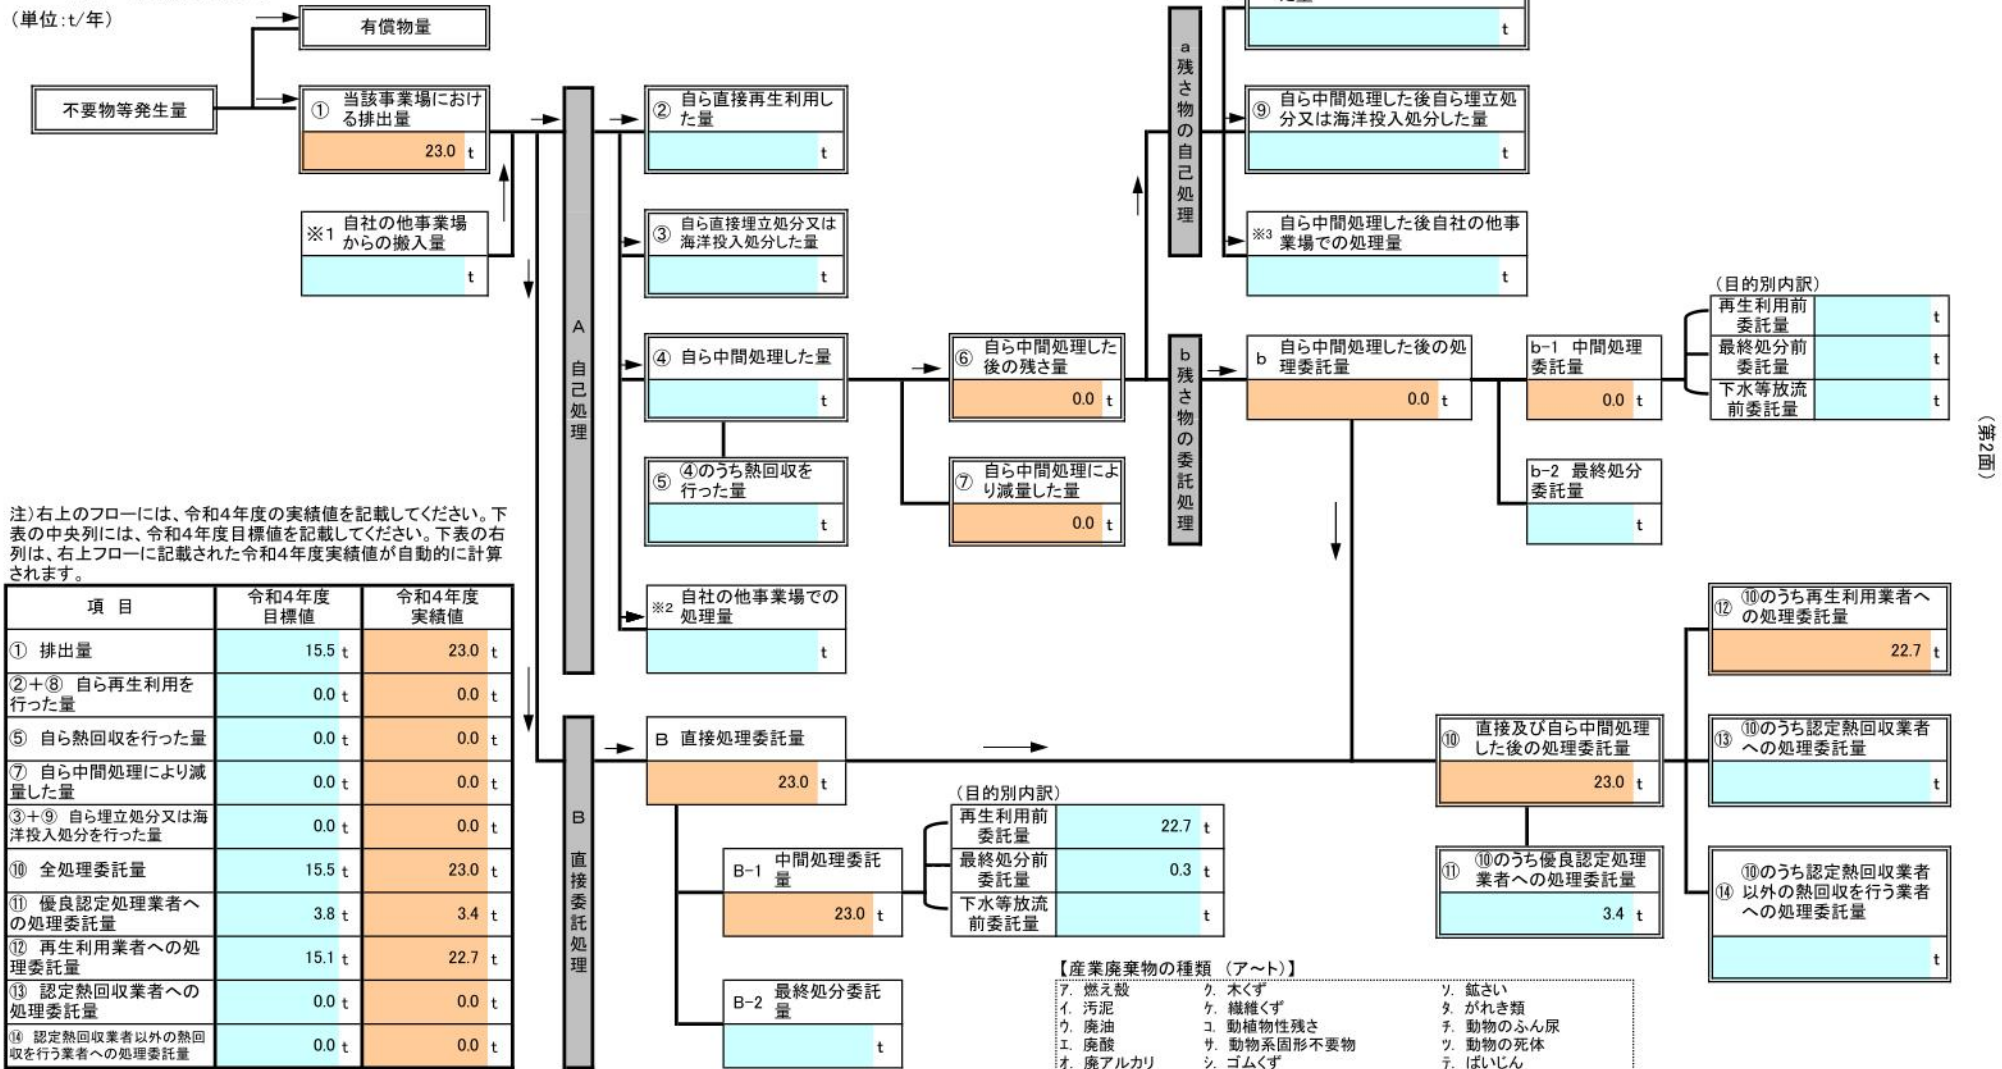 (単位:t/年)
有償物量
不要物等発生量
① 当該事業場におけ
る排出量
23.0 t
※1 自社の他事業場
からの搬入量
t
A 自己処理
② 自ら直接再生利用し
た量
t
③ 自ら直接埋立処分又は
海洋投入処分した量
t
④ 自ら中間処理した量
t
⑤ ④のうち熱回収を
行った量
t
※2 自社の他事業場での
処理量
t
⑥ 自ら中間処理した
後の残さ量
0.0 t
⑦ 自ら中間処理によ
り減量した量
0.0 t
a残さ物の自己処理
t
⑨ 自ら中間処理した後自ら埋立処
分又は海洋投入処分した量
t
※3 自ら中間処理した後自社の他事
業場での処理量
t
b残さ物の委託処理
b 自ら中間処理した後の処
理委託量
0.0 t
b-1 中間処理
委託量
0.0 t
b-2 最終処分
委託量
t
(目的別内訳)
再生利用前
委託量
t
最終処分前
委託量
t
下水等放流
前委託量
t
(第2面)
注)右上のフローには、令和4年度の実績値を記載してください。下
表の中央列には、令和4年度目標値を記載してください。下表の右
列は、右上フローに記載された令和4年度実績値が自動的に計算
されます。
項 目 令和4年度 令和4年度
目標値 実績値
① 排出量 15.5 t 23.0 t
②+⑧ 自ら再生利用を
行った量 0.0 t 0.0 t
⑤ 自ら熱回収を行った量 0.0 t 0.0 t
⑦ 自ら中間処理により減
量した量 0.0 t 0.0 t
③+⑨ 自ら埋立処分又は海
洋投入処分を行った量 0.0 t 0.0 t
⑩ 全処理委託量 15.5 t 23.0 t
⑪ 優良認定処理業者へ
の処理委託量 3.8 t 3.4 t
⑫ 再生利用業者への処
理委託量 15.1 t 22.7 t
⑬ 認定熱回収業者への
処理委託量 0.0 t 0.0 t
⑭ 認定熱回収業者以外の熱回
収を行う業者への処理委託量 0.0 t 0.0 t
B 直接委託処理
B 直接処理委託量
23.0 t
B-1 中間処理委託
量
23.0 t
B-2 最終処分委託
量
t
(目的別内訳)
再生利用前
委託量
22.7 t
最終処分前
委託量
0.3 t
下水等放流
前委託量
t
⑩ 直接及び自ら中間処理
した後の処理委託量
23.0 t
⑪ ⑩のうち優良認定処理
業者への処理委託量
3.4 t
⑫ ⑩のうち再生利用業者へ
の処理委託量
22.7 t
⑬ ⑩のうち認定熱回収業者
への処理委託量
t
⑭ ⑩のうち認定熱回収業者
以外の熱回収を行う業者
への処理委託量
t
【産業廃棄物の種類 (ア~ト)】
ア. 燃え殻 ク. 木くず ソ. 鉱さい
イ. 汚泥 ケ. 繊維くず タ. がれき類
ウ. 廃油 コ. 動植物性残さ チ. 動物のふん尿
エ. 廃酸 サ. 動物系固形不要物 ツ. 動物の死体
オ. 廃アルカリ シ. ゴムくず テ. ばいじん